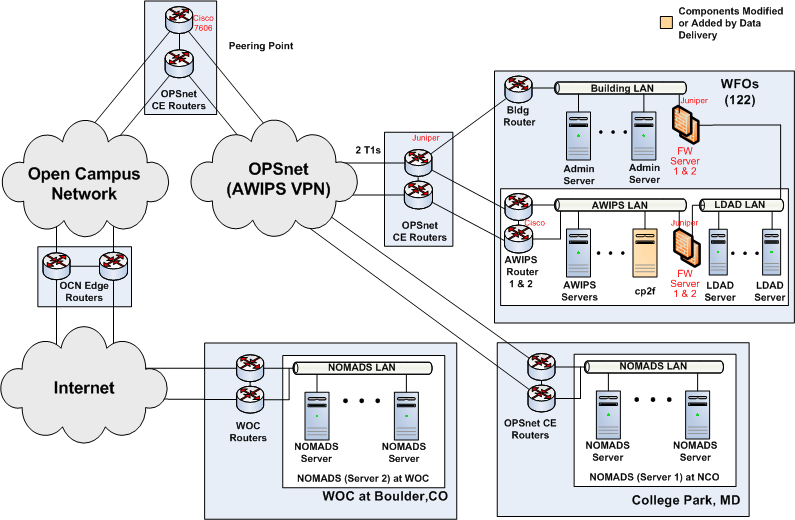 Cisco
7606
Peering Point
OPSnet
CE Routers
Components Modified
or Added by Data
Delivery
Open Campus
Network
OPSnet
(AWIPS VPN)
2 T1s
Juniper
OPSnet
CE Routers
Bldg
Router
Building LAN
WFOs
(122)
Admin
Server
Admin
Server
Juniper
FW
Server
1 & 2
AWIPS LAN
LDAD LAN
Cisco
AWIPS
Router
1 & 2
AWIPS
Servers
cp2f
Juniper
FW
Server
1 & 2
LDAD
Server
LDAD
Server
OCN Edge
Routers
Internet
WOC
Routers
NOMADS LAN
NOMADS
Server
NOMADS
Server
NOMADS (Server 2) at WOC
WOC at Boulder,CO
OPSnet CE
Routers
NOMADS LAN
NOMADS
Server
NOMADS
Server
NOMADS (Server 1) at NCO
College Park, MD